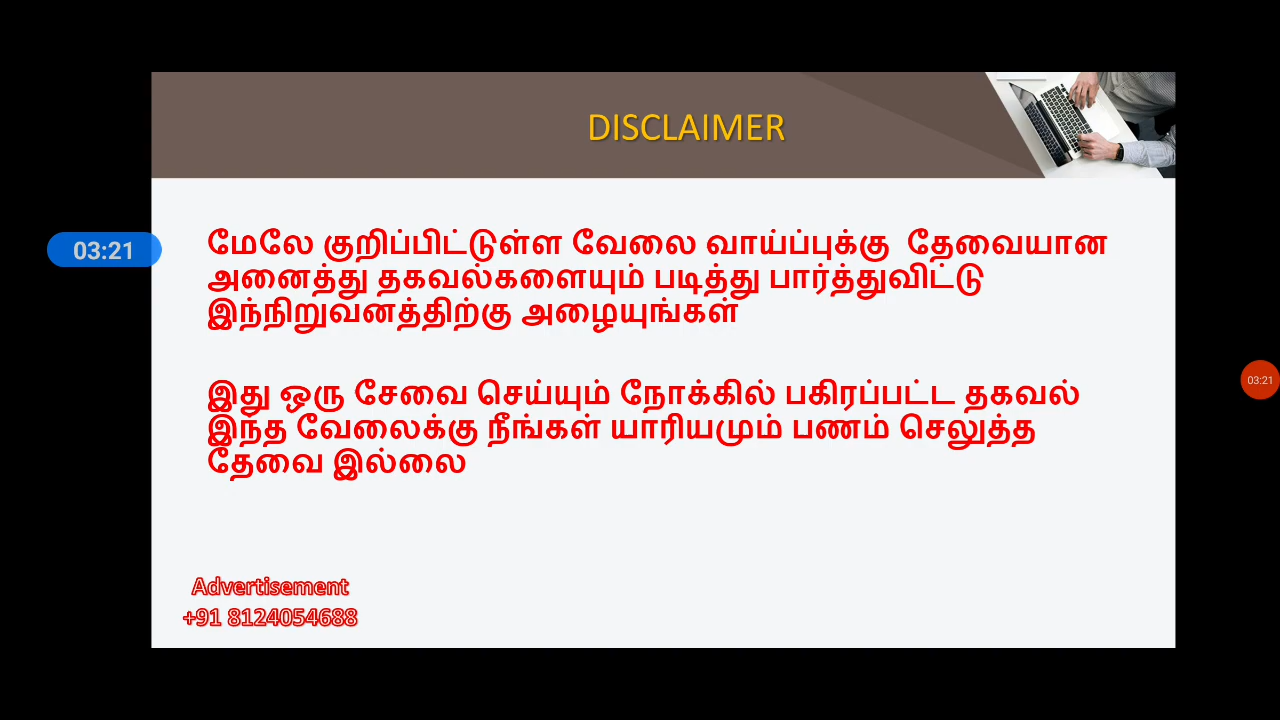 DISCLAIMER
03:21
மேலே குறிப்பிட்டுள்ள வேலை வாய்ப்புக்கு தேவையான
அனைத்து தகவல்களையும் படித்து பார்த்துவிட்டு
இந்நிறுவனத்திற்கு அழையுங்கள்
03:21
இது ஒரு சேவை செய்யும் நோக்கில் பகிரப்பட்ட தகவல்
இந்த வேலைக்கு நீங்கள் யாரியமும் பணம் செலுத்த
தேவை இல்லை
Advertisement
+91 8124054688